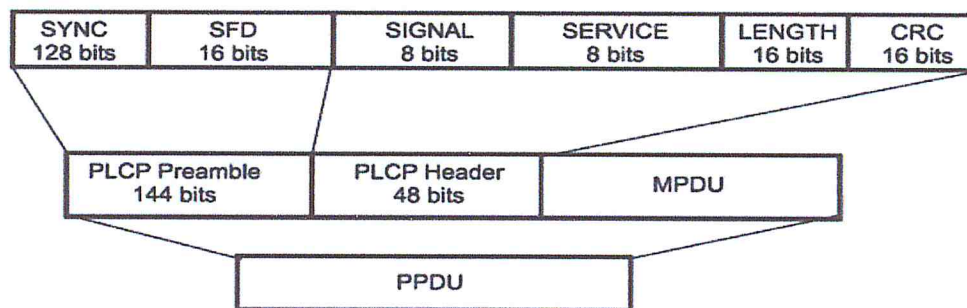 SYNC SFD SIGNAL SERVICE LENGTH CRC
128 bits 16 bits 8 bits 8 bits 16 bits 16 bits
PLCP Preamble PLCP Header MPDU
144 bits 48 bits
PPDU